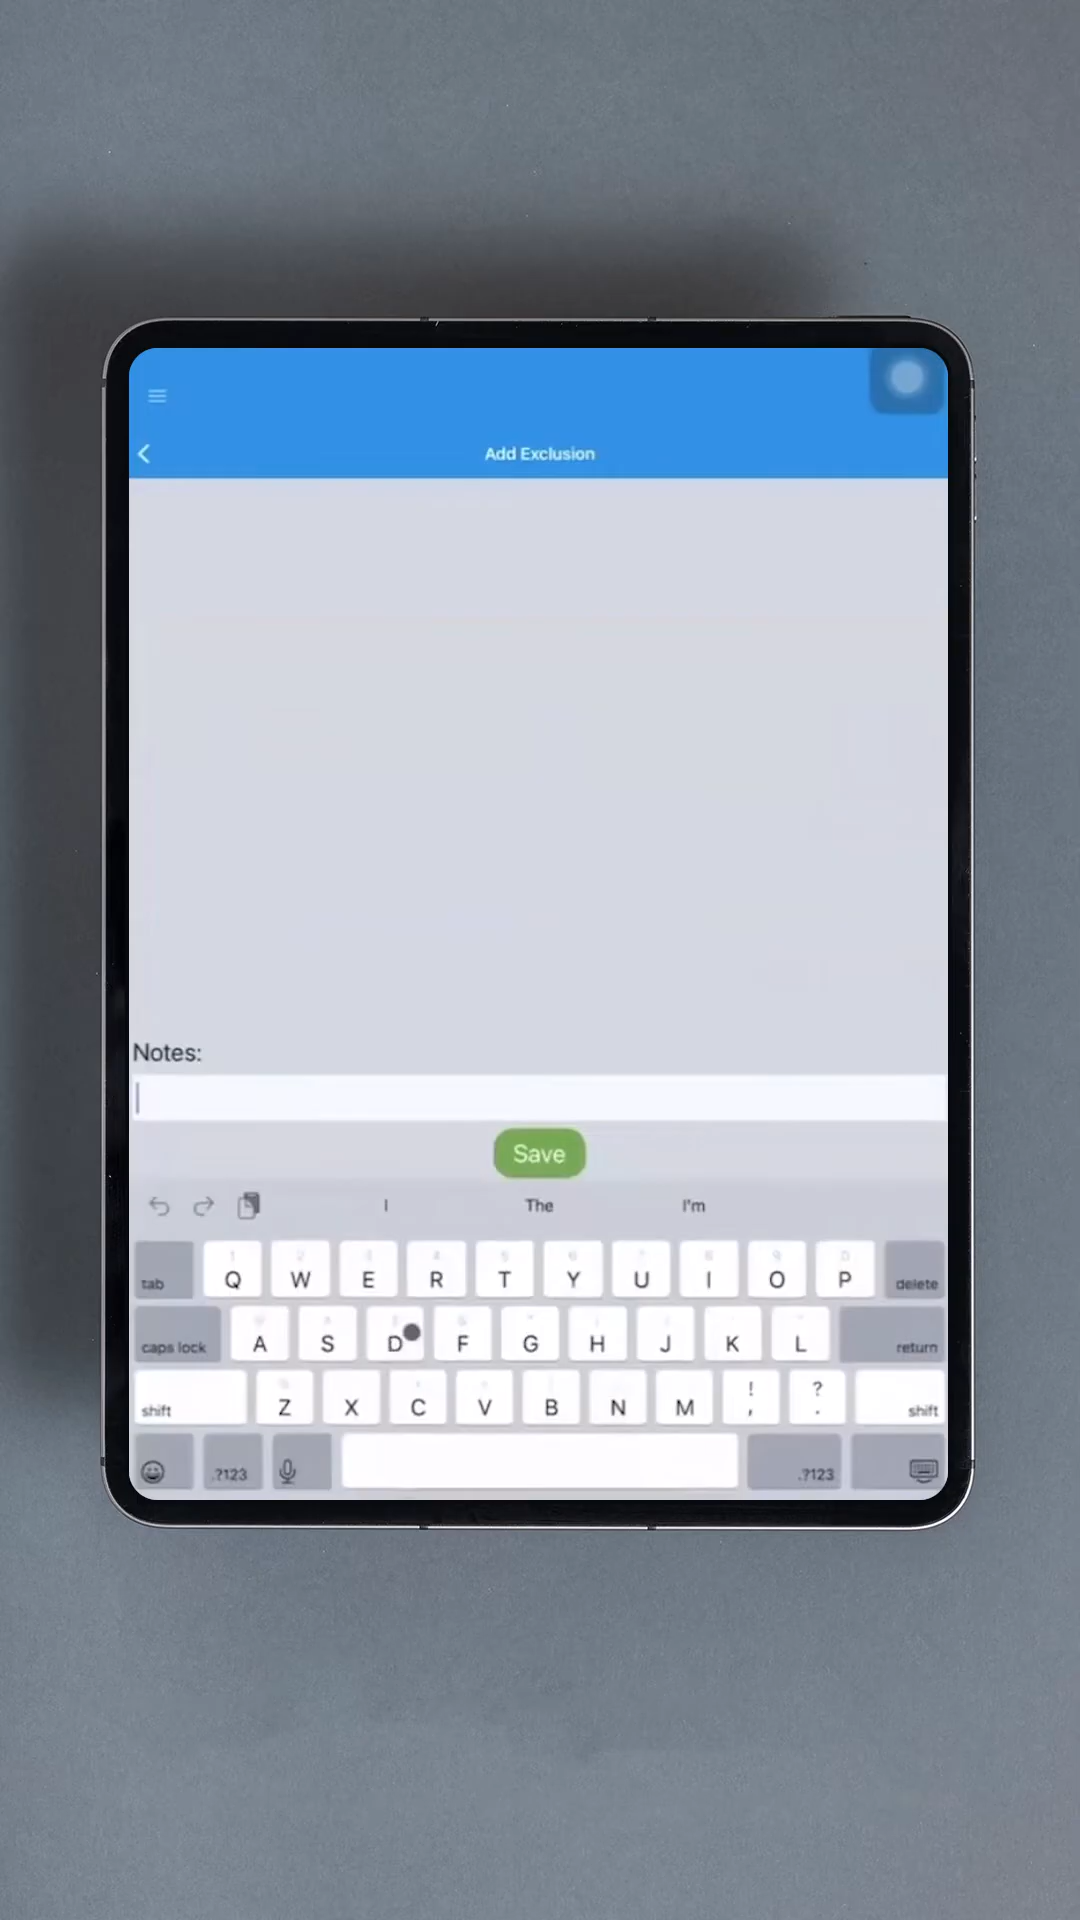 Add Exclusion
Notes:
Save
I The I'm
tab Q W E R T Y U I O P delete
caps lock A S D F G H J K L return
shift Z X C V B N M ! , ? . shift
.?123 .?123